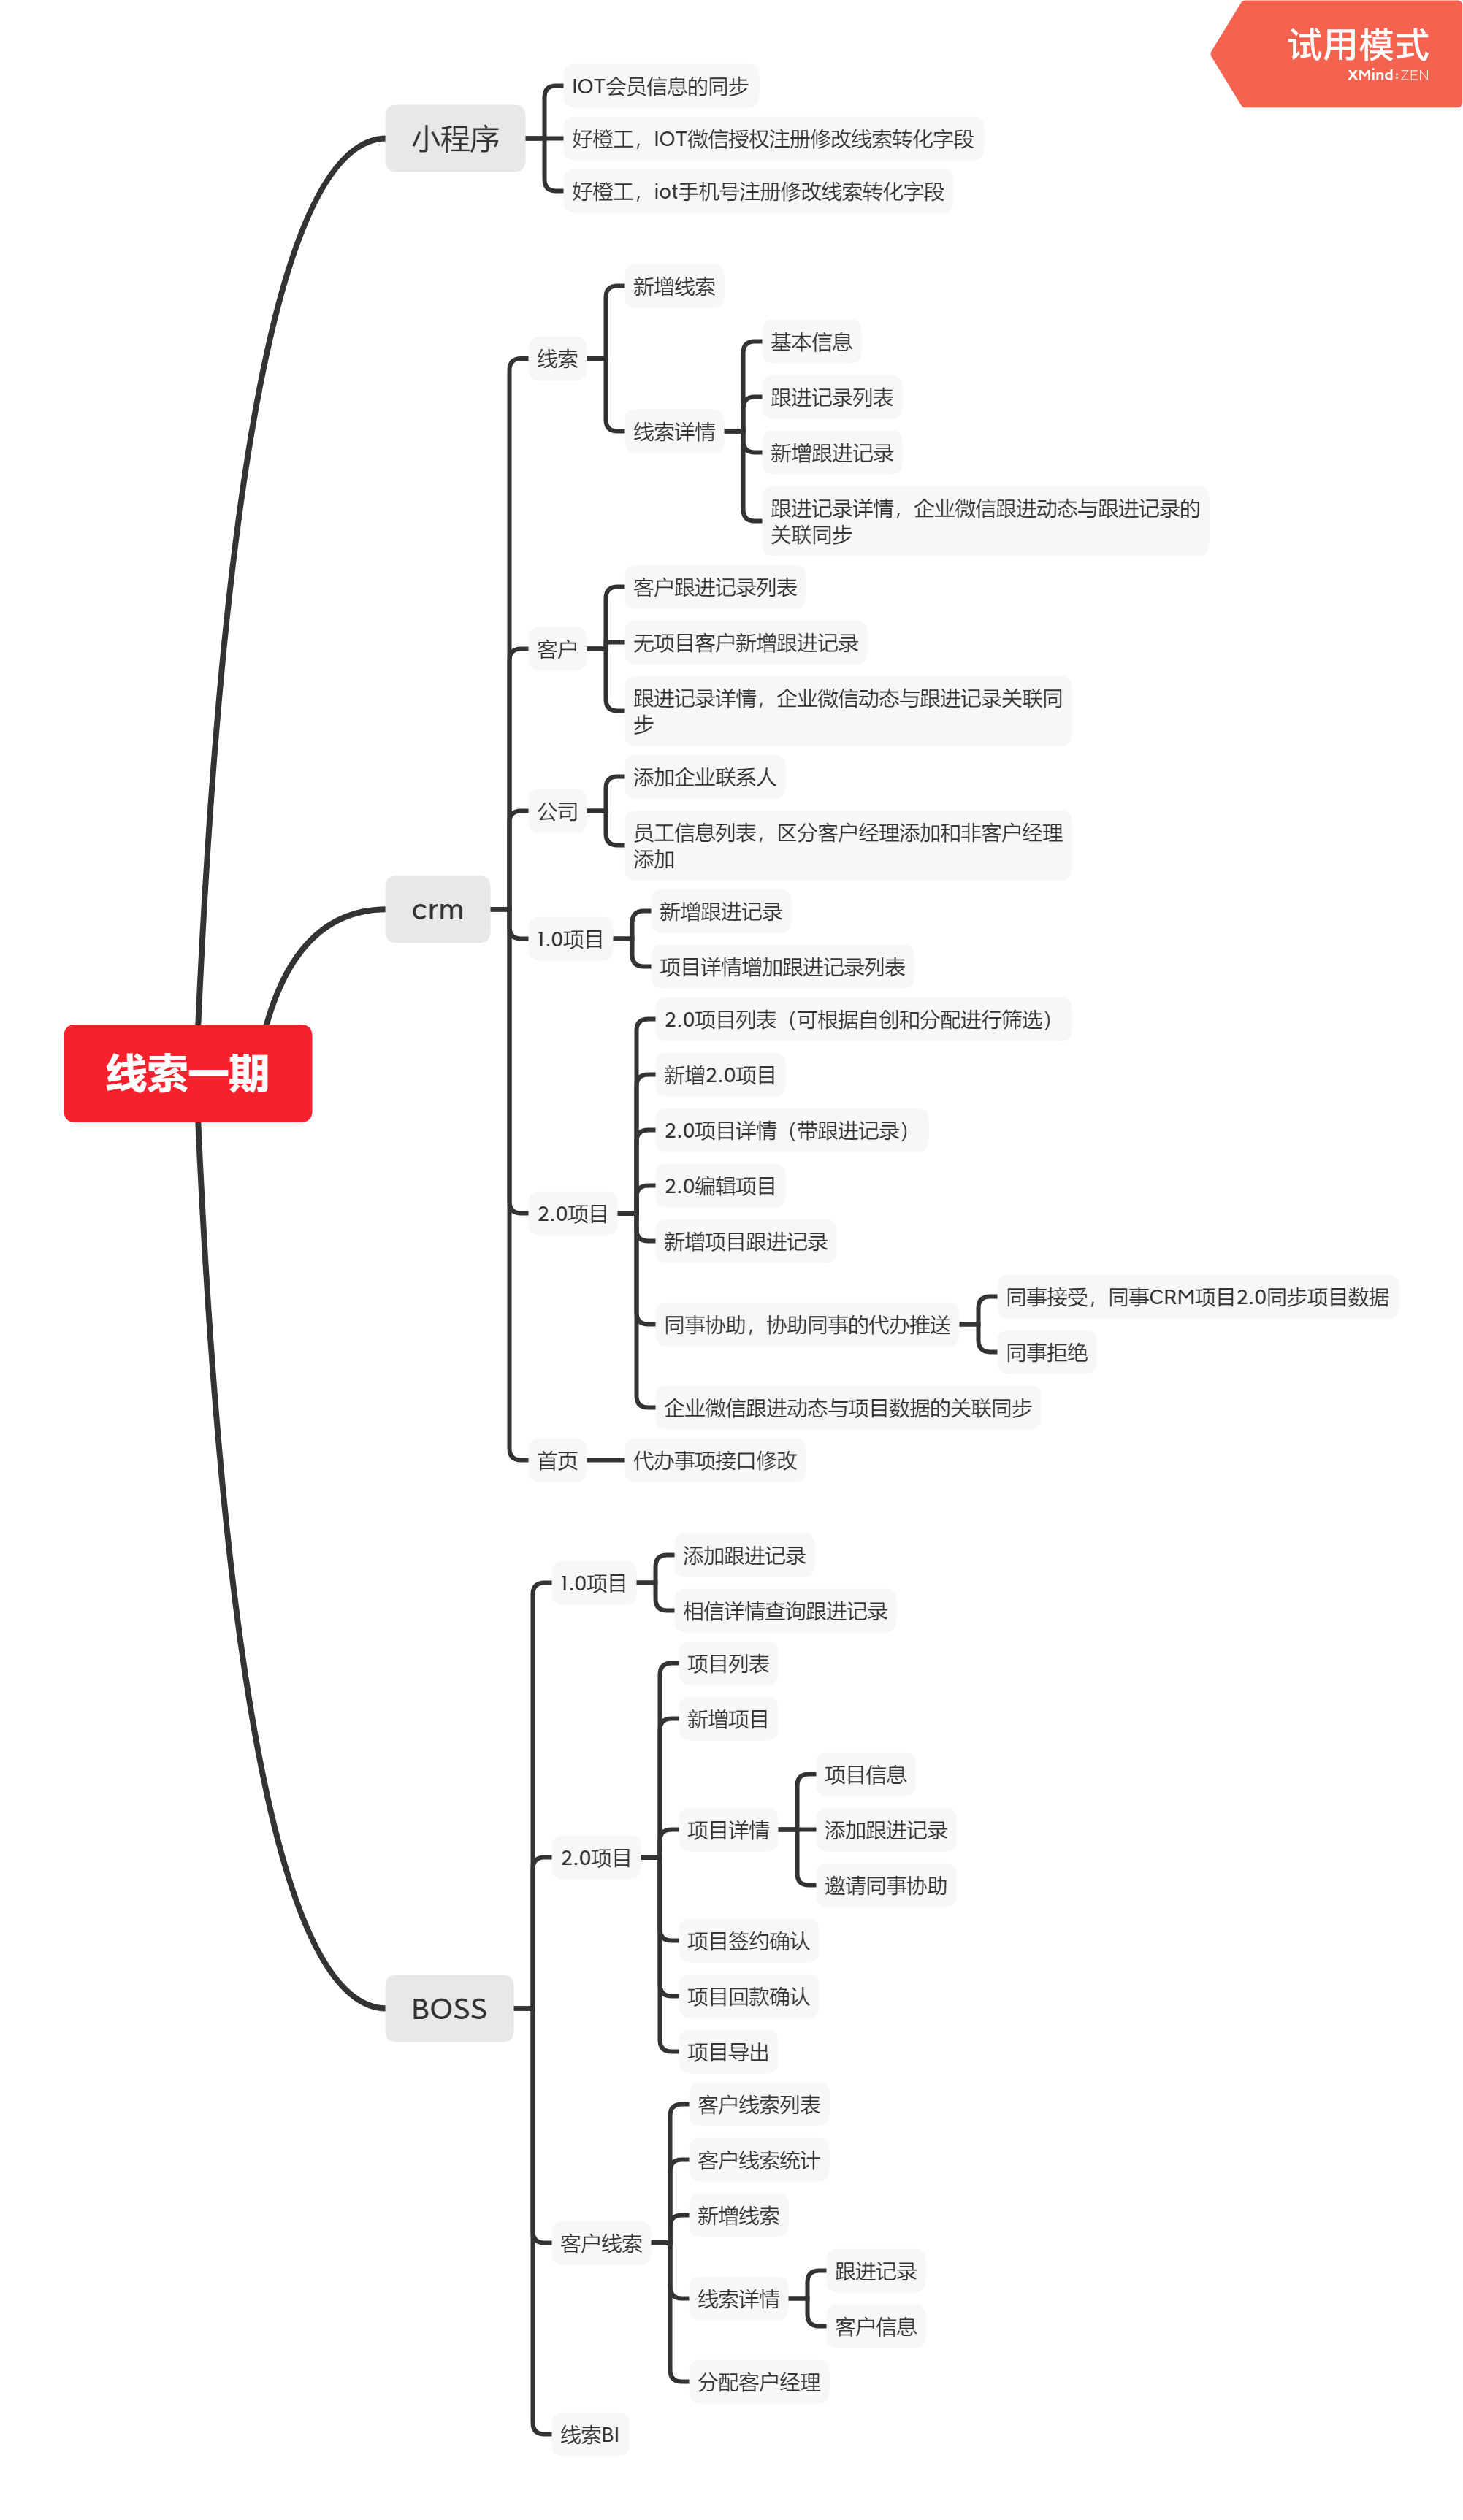 试用模式
XMind:ZEN
线索一期
小程序
IOT会员信息的同步
好橙工，IOT微信授权注册修改线索转化字段
好橙工，iot手机号注册修改线索转化字段
crm
线索
新增线索
线索详情
基本信息
跟进记录列表
新增跟进记录
跟进记录详情，企业微信跟进动态与跟进记录的
关联同步
客户
客户跟进记录列表
无项目客户新增跟进记录
跟进记录详情，企业微信动态与跟进记录关联同
步
公司
添加企业联系人
员工信息列表，区分客户经理添加和非客户经理
添加
1.0项目
新增跟进记录
项目详情增加跟进记录列表
2.0项目
2.0项目列表（可根据自创和分配进行筛选）
新增2.0项目
2.0项目详情（带跟进记录）
2.0编辑项目
新增项目跟进记录
同事协助，协助同事的代办推送
同事接受，同事CRM项目2.0同步项目数据
同事拒绝
企业微信跟进动态与项目数据的关联同步
首页
代办事项接口修改
BOSS
1.0项目
添加跟进记录
相信详情查询跟进记录
2.0项目
项目列表
新增项目
项目详情
项目信息
添加跟进记录
邀请同事协助
项目签约确认
项目回款确认
项目导出
客户线索
客户线索列表
客户线索统计
新增线索
线索详情
跟进记录
客户信息
分配客户经理
线索BI